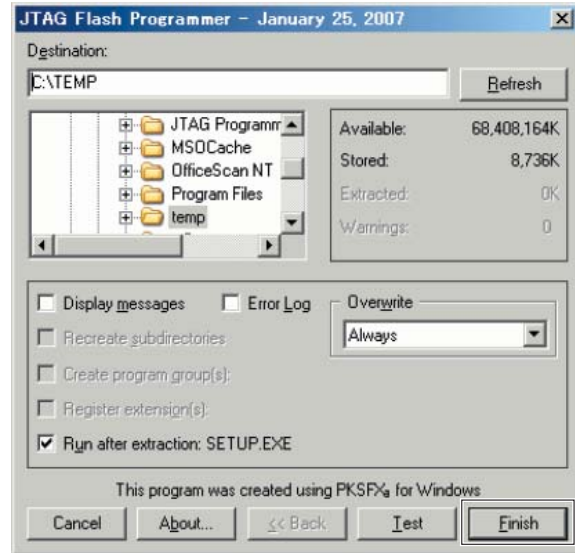 JTAG Flash Programmer - January 25, 2007
Destination:
C:\TEMP
Refresh
JTAG Programm
MSOCache
OfficeScan NT
Program Files
temp
Available: 68,408,164K
Stored: 8,736K
Extracted: 0K
Warnings: 0
Display messages Error Log
Recreate subdirectories
Create program group(s):
Register extension(s):
Run after extraction: SETUP.EXE
Overwrite
Always
This program was created using PKSFXa for Windows
Cancel About... << Back Test Finish